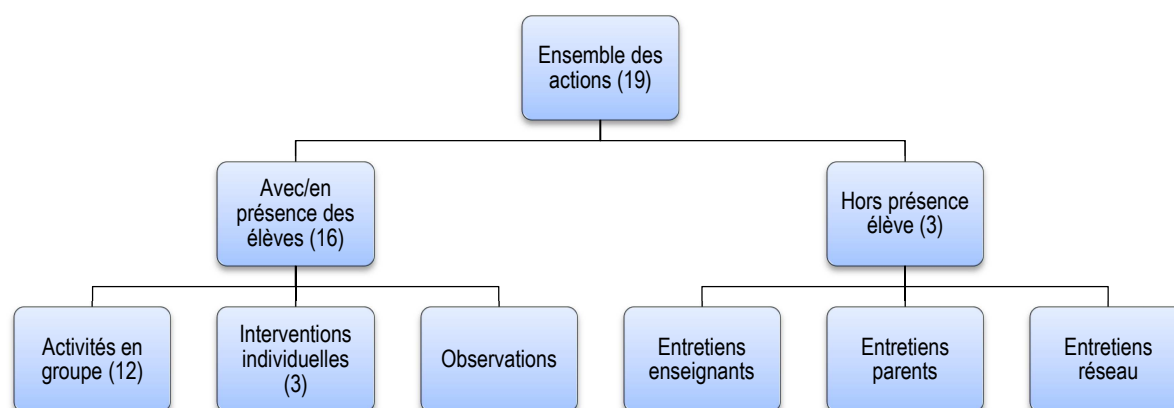 Ensemble des
actions (19)
Avec/en
présence des
élèves (16)
Hors présence
élève (3)
Activités en
groupe (12)
Interventions
individuelles
(3)
Observations
Entretiens
enseignants
Entretiens
parents
Entretiens
réseau